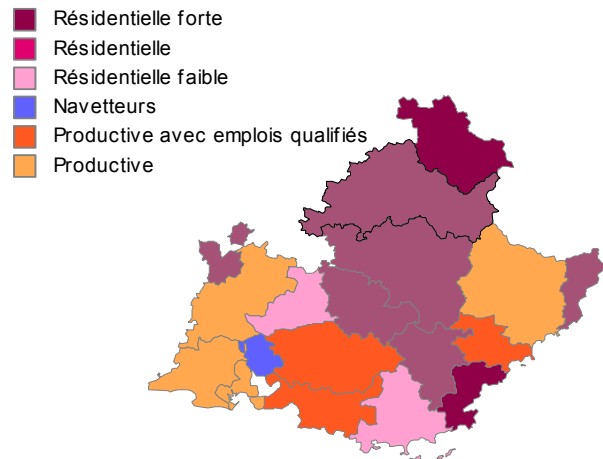 Résidentielle forte
Résidentielle
Résidentielle faible
Navetteurs
Productive avec emplois qualifiés
Productive